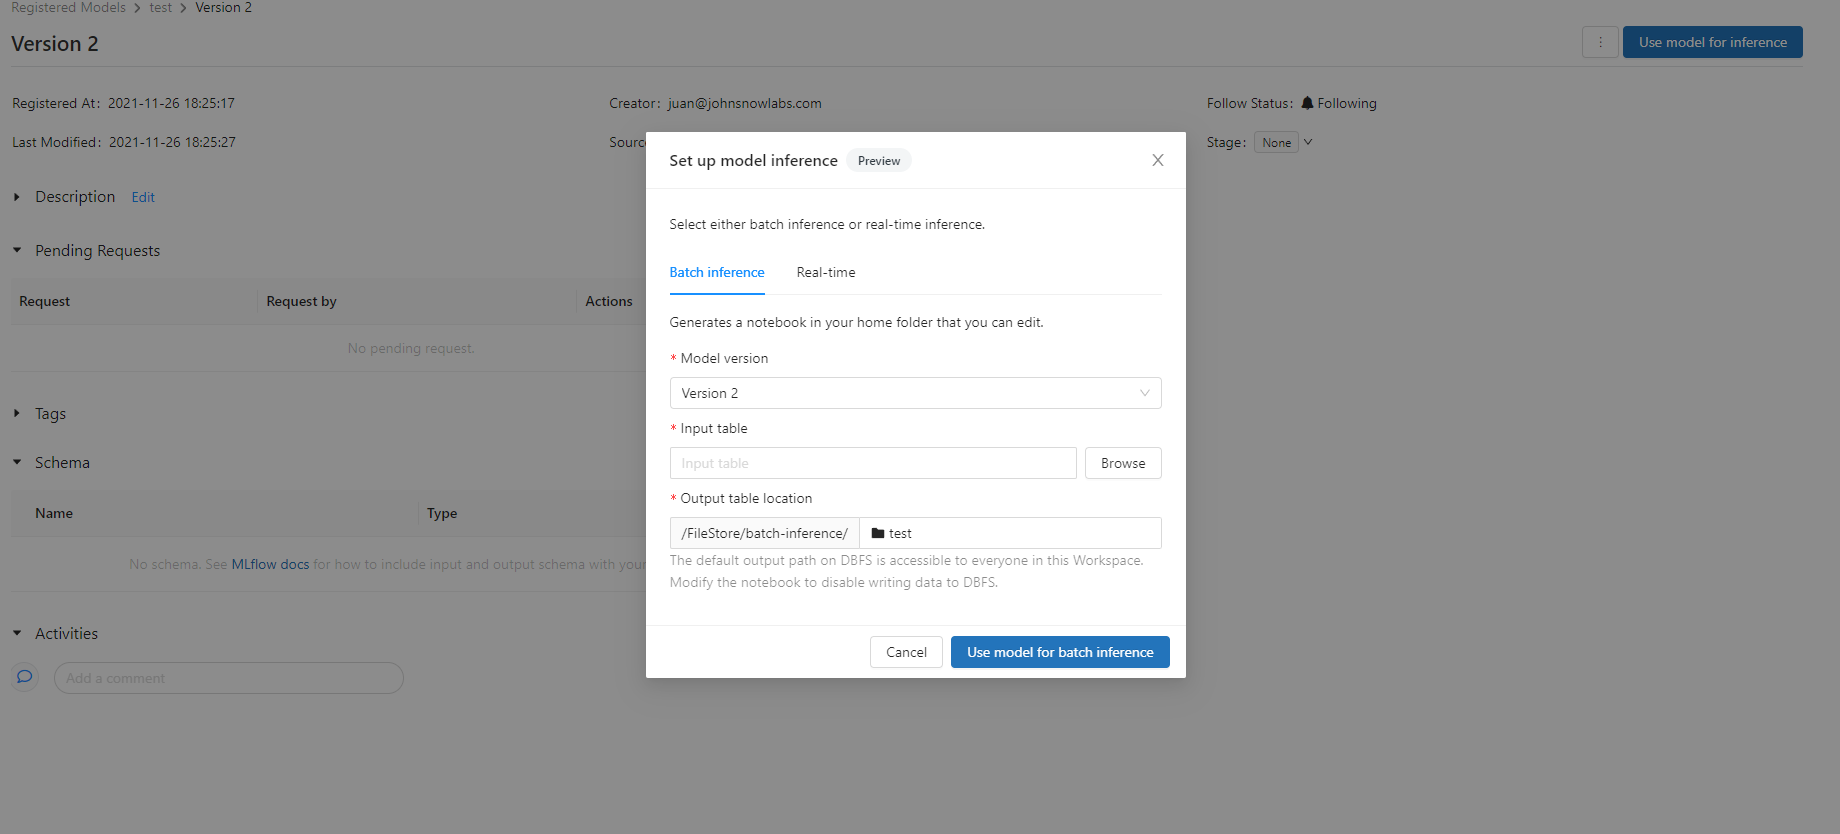 Registered Models > test > Version 2
Version 2
⋮ Use model for inference
Registered At: 2021-11-26 18:25:17 Creator: juan@johnsnowlabs.com Follow Status: Following
Last Modified: 2021-11-26 18:25:27 Sourc Stage: None
Description Edit
Pending Requests
Request Request by Actions
No pending request.
Tags
Schema
Name Type
No schema. See MLflow docs for how to include input and output schema with your
Activities
Add a comment
Set up model inference Preview
Select either batch inference or real-time inference.
Batch inference Real-time
Generates a notebook in your home folder that you can edit.
* Model version
Version 2
* Input table
Input table Browse
* Output table location
/FileStore/batch-inference/ test
The default output path on DBFS is accessible to everyone in this Workspace.
Modify the notebook to disable writing data to DBFS.
Cancel Use model for batch inference